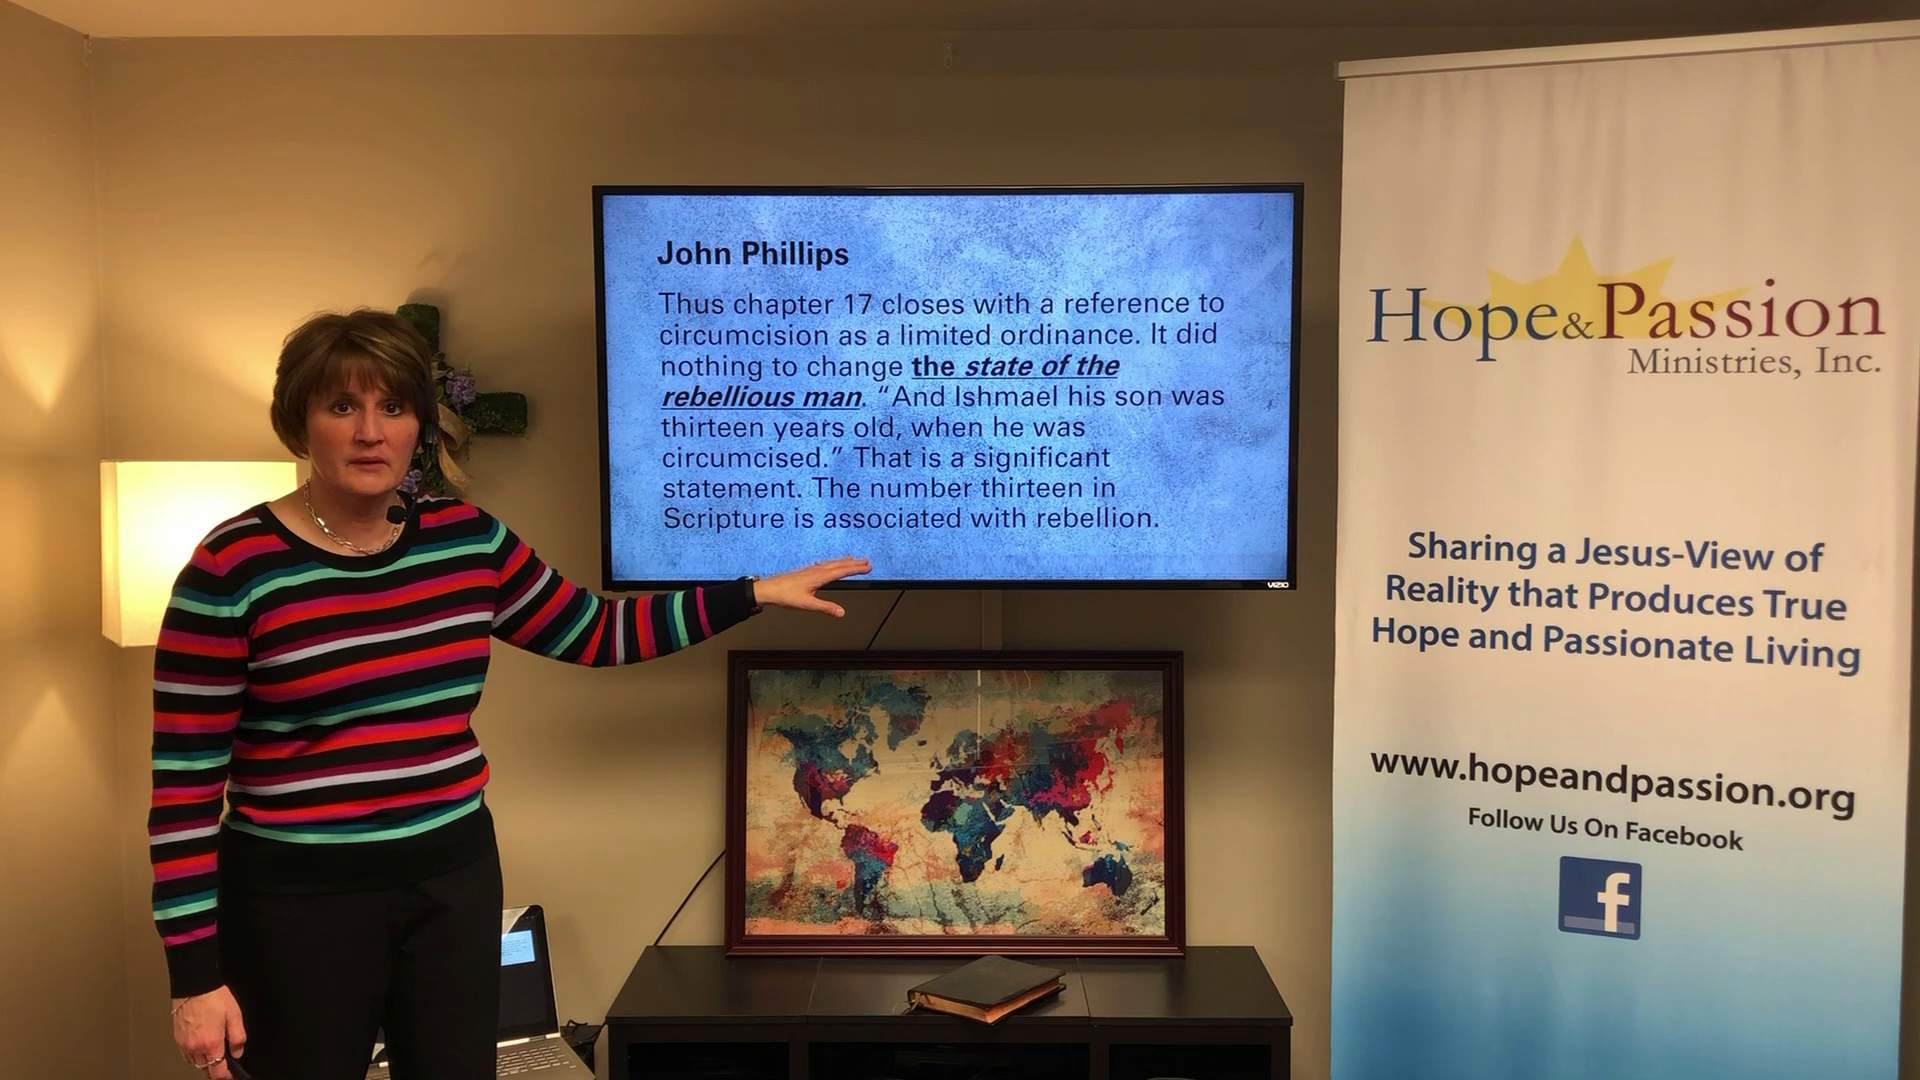 John Phillips
Thus chapter 17 closes with a reference to
circumcision as a limited ordinance. It did
nothing to change the state of the
rebellious man. “And Ishmael his son was
thirteen years old, when he was
circumcised.” That is a significant
statement. The number thirteen in
Scripture is associated with rebellion.
VIZIO
Hope&Passion
Ministries, Inc.
Sharing a Jesus-View of
Reality that Produces True
Hope and Passionate Living
www.hopeandpassion.org
Follow Us On Facebook
f